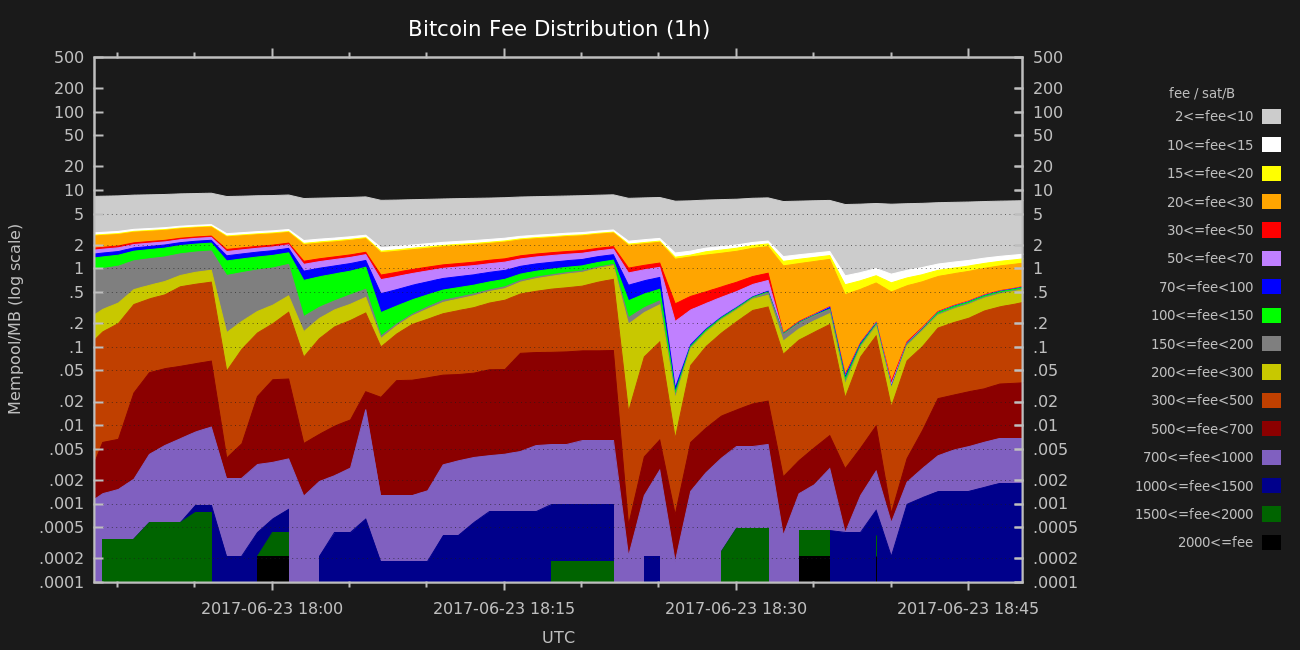 Bitcoin Fee Distribution (1h)
500 500
200 200
100 100
50 50
20 20
10 10
5 5
2 2
1 1
.5 .5
.2 .2
.1 .1
.05 .05
.02 .02
.01 .01
.005 .005
.002 .002
.001 .001
.0005 .0005
.0002 .0002
.0001 .0001
Mempool/MB (log scale)
2017-06-23 18:00 2017-06-23 18:15 2017-06-23 18:30 2017-06-23 18:45
UTC
fee / sat/B
2<=fee<10
10<=fee<15
15<=fee<20
20<=fee<30
30<=fee<50
50<=fee<70
70<=fee<100
100<=fee<150
150<=fee<200
200<=fee<300
300<=fee<500
500<=fee<700
700<=fee<1000
1000<=fee<1500
1500<=fee<2000
2000<=fee